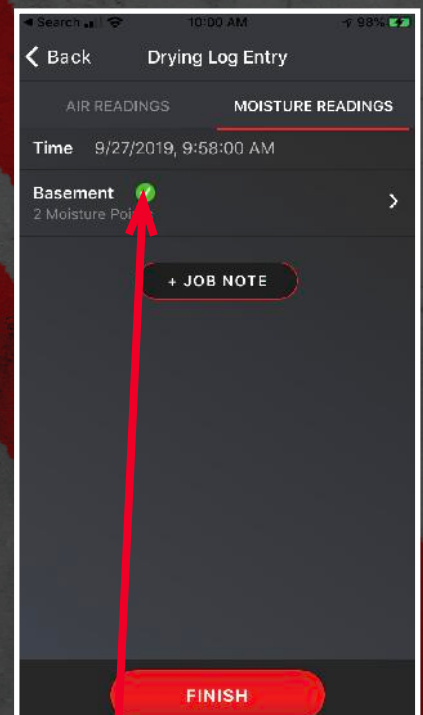 Search
10:00 AM
98%
Back
Drying Log Entry
AIR READINGS
MOISTURE READINGS
Time 9/27/2019, 9:58:00 AM
Basement
2 Moisture
+ JOB NOTE
FINISH